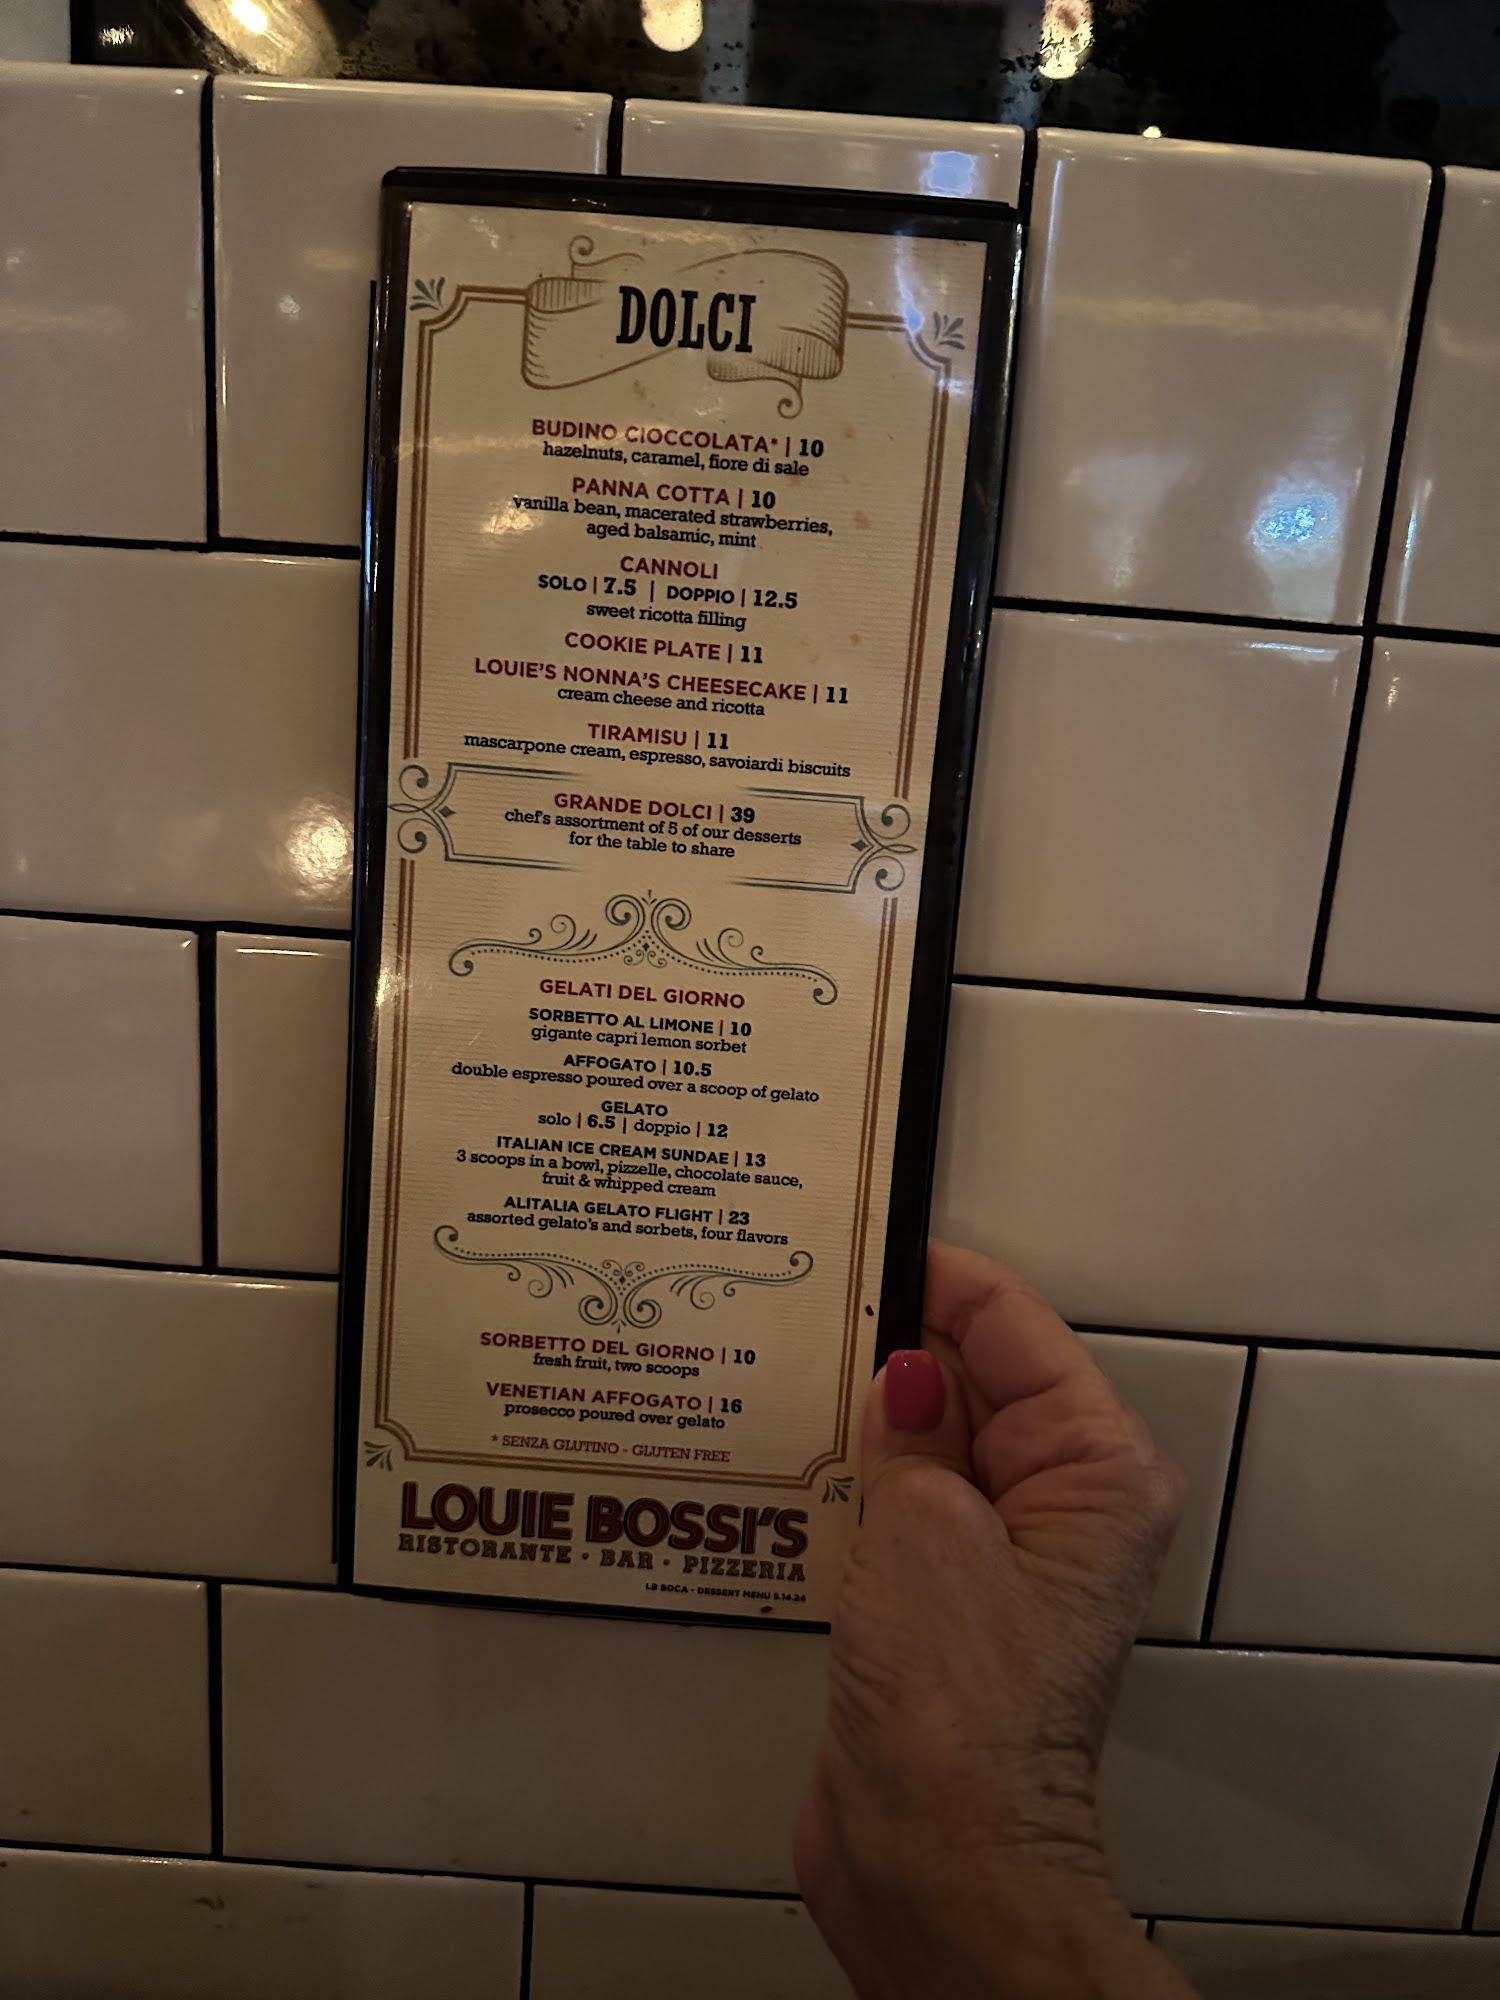 DOLCI
BUDINO CIOCCOLATA* | 10
hazelnuts, caramel, fiore di sale
PANNA COTTA | 10
vanilla bean, macerated strawberries,
aged balsamic, mint
CANNOLI
SOLO | 7.5 | DOPPIO | 12.5
sweet ricotta filling
COOKIE PLATE | 11
LOUIE'S NONNA'S CHEESECAKE | 11
cream cheese and ricotta
TIRAMISU | 11
mascarpone cream, espresso, savoiardi biscuits
GRANDE DOLCI | 39
chef's assortment of 5 of our desserts
for the table to share
GELATI DEL GIORNO
SORBETTO AL LIMONE | 10
gigante capri lemon sorbet
AFFOGATO | 10.5
double espresso poured over a scoop of gelato
GELATO
solo | 6.5 | doppio | 12
ITALIAN ICE CREAM SUNDAE | 13
3 scoops in a bowl, pizzelle, chocolate sauce,
fruit & whipped cream
ALITALIA GELATO FLIGHT | 23
assorted gelato's and sorbets, four flavors
SORBETTO DEL GIORNO | 10
fresh fruit, two scoops
VENETIAN AFFOGATO | 16
prosecco poured over gelato
* SENZA GLUTINO - GLUTEN FREE
LOUIE BOSSI'S
RISTORANTE • BAR • PIZZERIA
LB BOCA - DESSERT MENU 5.14.24